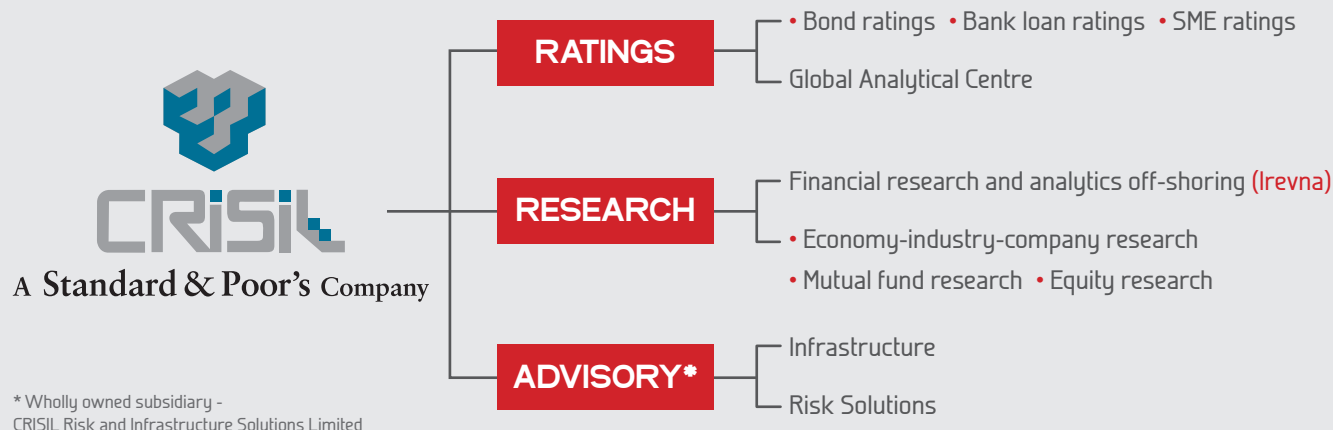 CRISIL
A Standard & Poor's Company
RATINGS
• Bond ratings • Bank loan ratings • SME ratings
Global Analytical Centre
RESEARCH
Financial research and analytics off-shoring (Irevna)
• Economy-industry-company research
• Mutual fund research • Equity research
ADVISORY*
Infrastructure
Risk Solutions
* Wholly owned subsidiary -
CRISIL Risk and Infrastructure Solutions Limited